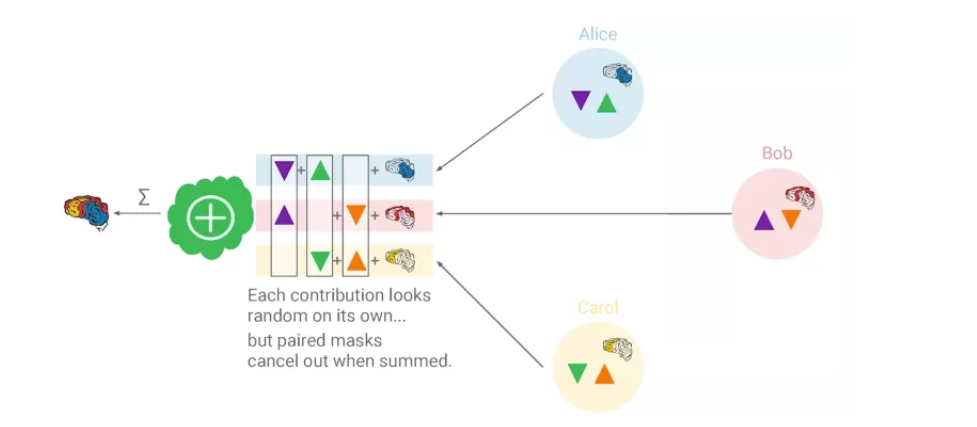 Alice
Bob
Σ
+ +
+ +
+ +
Each contribution looks
random on its own...
but paired masks
cancel out when summed.
Carol